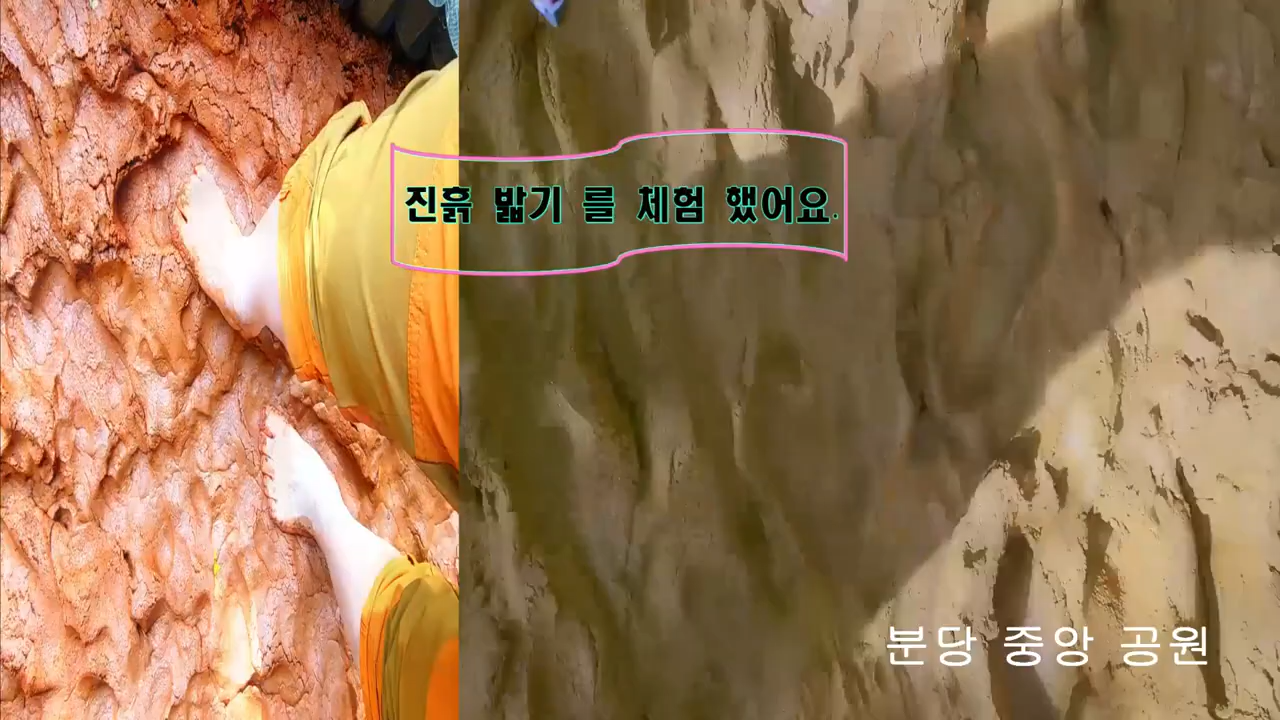 진흙 밟기 를 체험 했어요.
분당 중앙 공원